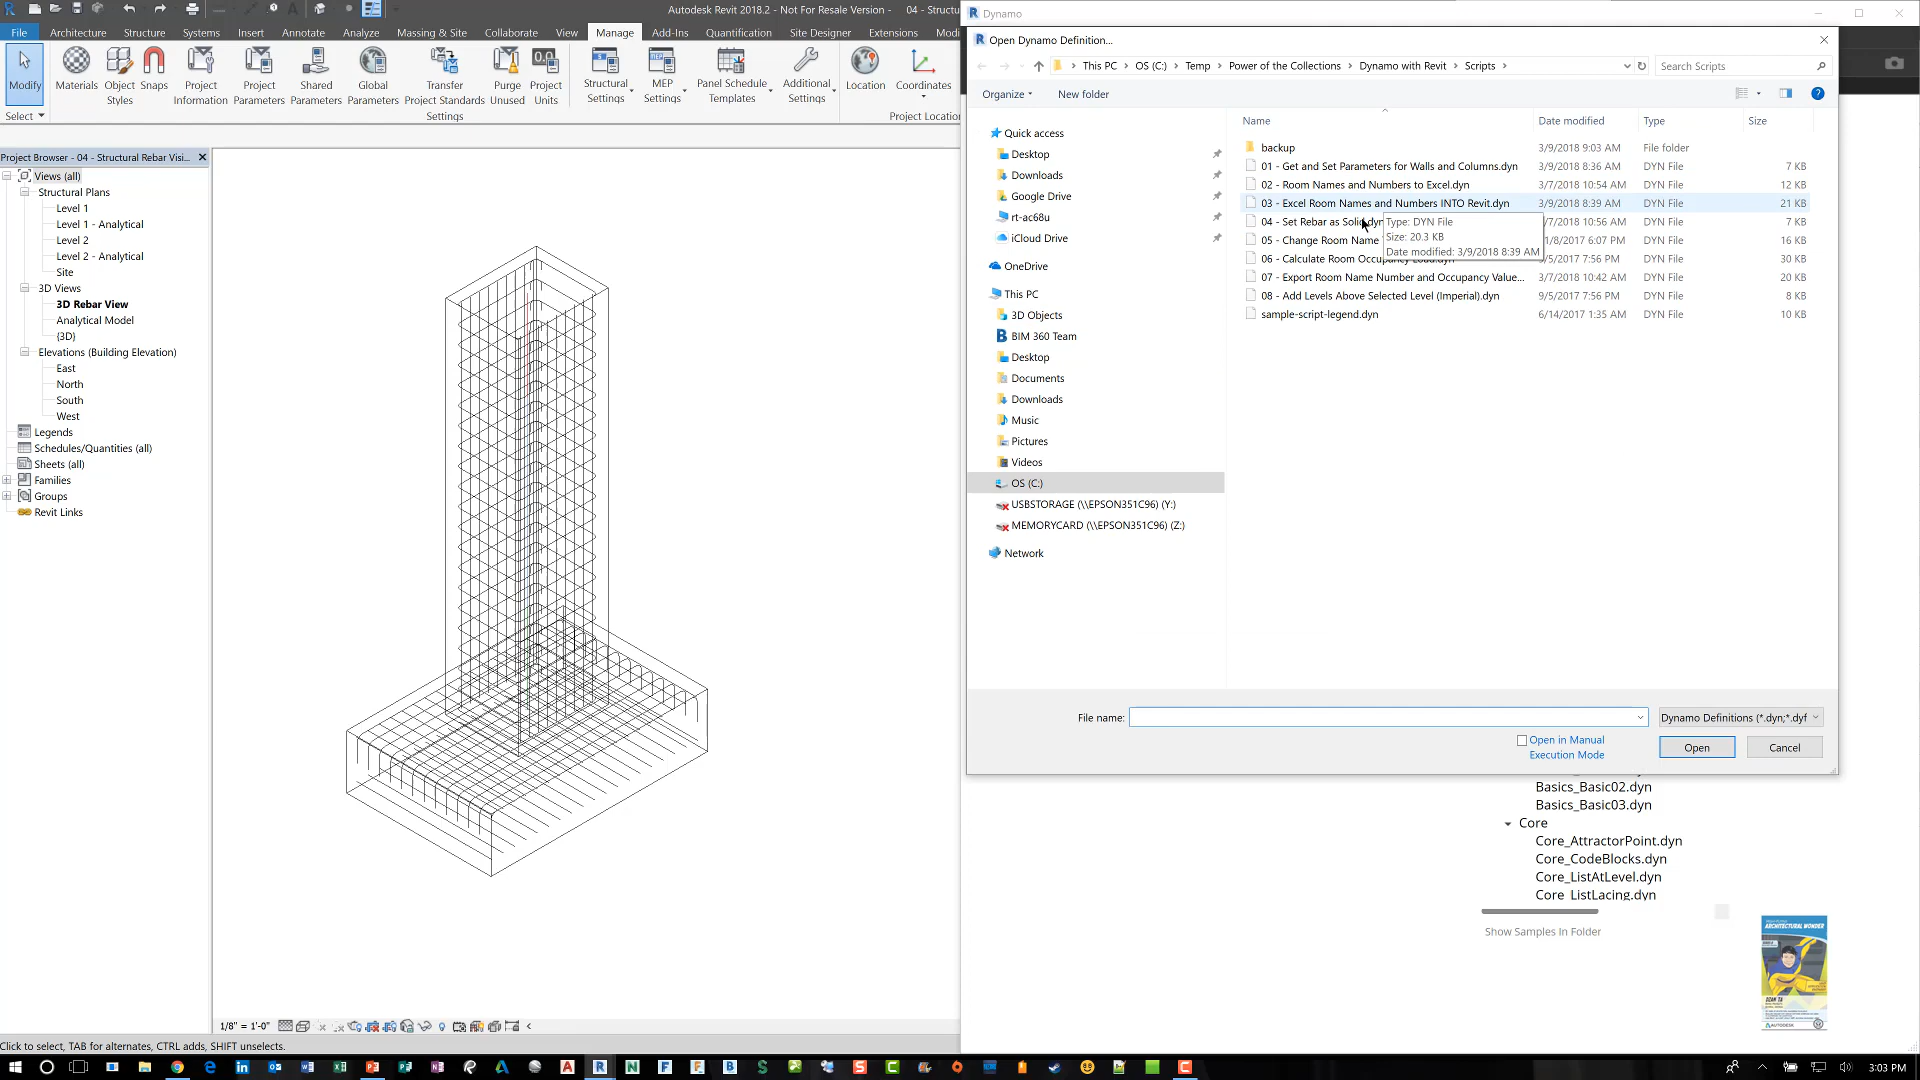 Autodesk Revit 2018.2 - Not For Resale Version -    04 - Structu
File Architecture Structure Systems Insert Annotate Analyze Massing & Site Collaborate View Manage Add-Ins Quantification Site Designer Extensions Modi
Modify
Materials
Object Styles
Snaps
Project Information
Project Parameters
Shared Parameters
Global Parameters
Transfer Project Standards
Purge Unused
Project Units
Structural Settings
MEP Settings
Panel Schedule Templates
Additional Settings
Location
Coordinates
Select
Settings
Project Location
Project Browser - 04 - Structural Rebar Visi...
Views (all)
Structural Plans
Level 1
Level 1 - Analytical
Level 2
Level 2 - Analytical
Site
3D Views
3D Rebar View
Analytical Model
{3D}
Elevations (Building Elevation)
East
North
South
West
Legends
Schedules/Quantities (all)
Sheets (all)
Families
Groups
Revit Links
1/8" = 1'-0"
Click to select, TAB for alternates, CTRL adds, SHIFT unselects.
Dynamo
Open Dynamo Definition...
This PC > OS (C:) > Temp > Power of the Collections > Dynamo with Revit > Scripts >
Search Scripts
Organize
New folder
Quick access
Desktop
Downloads
Google Drive
rt-ac68u
iCloud Drive
OneDrive
This PC
3D Objects
BIM 360 Team
Desktop
Documents
Downloads
Music
Pictures
Videos
OS (C:)
USBSTORAGE (\\EPSON351C96) (Y:)
MEMORYCARD (\\EPSON351C96) (Z:)
Network
Name Date modified Type Size
backup 3/9/2018 9:03 AM File folder
01 - Get and Set Parameters for Walls and Columns.dyn 3/9/2018 8:36 AM DYN File 7 KB
02 - Room Names and Numbers to Excel.dyn 3/7/2018 10:54 AM DYN File 12 KB
03 - Excel Room Names and Numbers INTO Revit.dyn 3/9/2018 8:39 AM DYN File 21 KB
04 - Set Rebar as Solid.dyn /7/2018 10:56 AM DYN File 7 KB
05 - Change Room Name 1/8/2017 6:07 PM DYN File 16 KB
06 - Calculate Room Occupancy Load.dyn /5/2017 7:56 PM DYN File 30 KB
07 - Export Room Name Number and Occupancy Value... 3/7/2018 10:42 AM DYN File 20 KB
08 - Add Levels Above Selected Level (Imperial).dyn 9/5/2017 7:56 PM DYN File 8 KB
sample-script-legend.dyn 6/14/2017 1:35 AM DYN File 10 KB
Type: DYN File
Size: 20.3 KB
Date modified: 3/9/2018 8:39 AM
File name:
Dynamo Definitions (*.dyn;*.dyf
Open in Manual Execution Mode
Open
Cancel
Basics_Basic02.dyn
Basics_Basic03.dyn
Core
Core_AttractorPoint.dyn
Core_CodeBlocks.dyn
Core_ListAtLevel.dyn
Core_ListLacing.dyn
Show Samples In Folder
ARCHITECTURAL WONDER
AUTODESK
3:03 PM